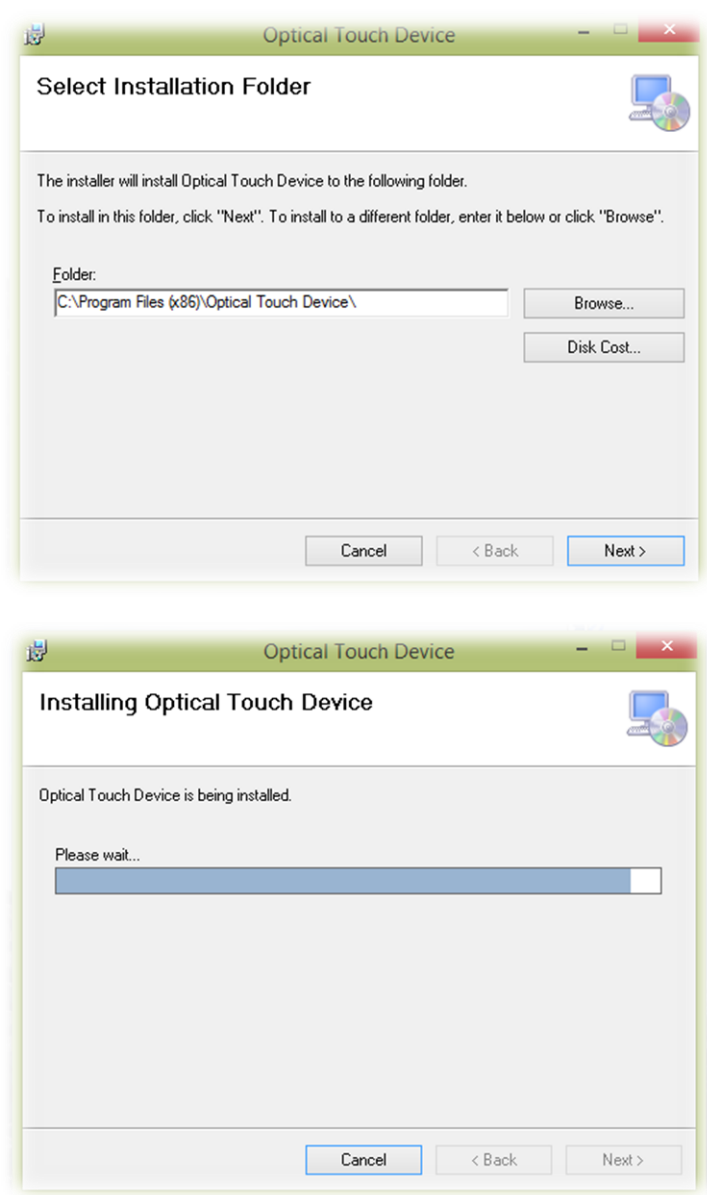 Optical Touch Device
Select Installation Folder
The installer will install Optical Touch Device to the following folder.
To install in this folder, click "Next". To install to a different folder, enter it below or click "Browse".
Folder:
C:\Program Files (x86)\Optical Touch Device\
Browse...
Disk Cost...
Cancel
< Back
Next >
Optical Touch Device
Installing Optical Touch Device
Optical Touch Device is being installed.
Please wait...
Cancel
< Back
Next >